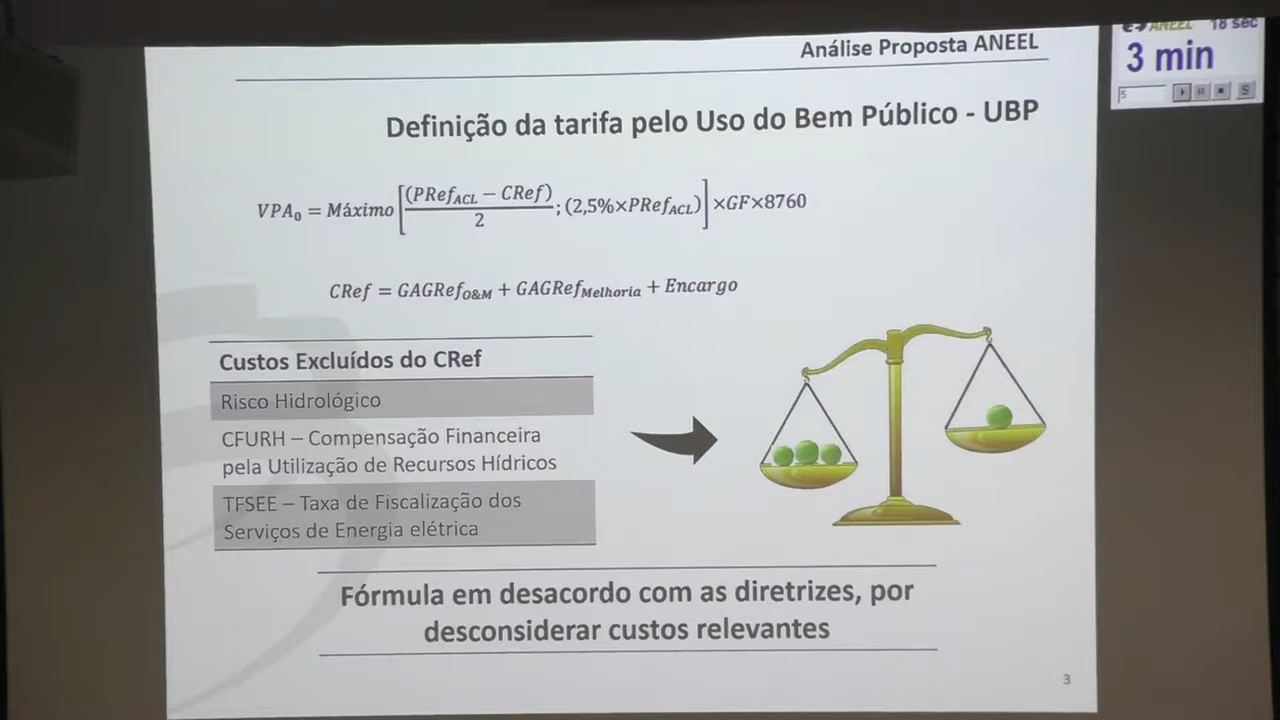 Análise Proposta ANEEL
ANEEL 18 sec
3 min
5
S
Definição da tarifa pelo Uso do Bem Público - UBP
VPA₀ = Máximo [(PRef_ACL − CRef)/2 ; (2,5%×PRef_ACL)] ×GF×8760
CRef = GAGRef_O&M + GAGRef_Melhoria + Encargo
Custos Excluídos do CRef
Risco Hidrológico
CFURH – Compensação Financeira
pela Utilização de Recursos Hídricos
TFSEE – Taxa de Fiscalização dos
Serviços de Energia elétrica
Fórmula em desacordo com as diretrizes, por
desconsiderar custos relevantes
3